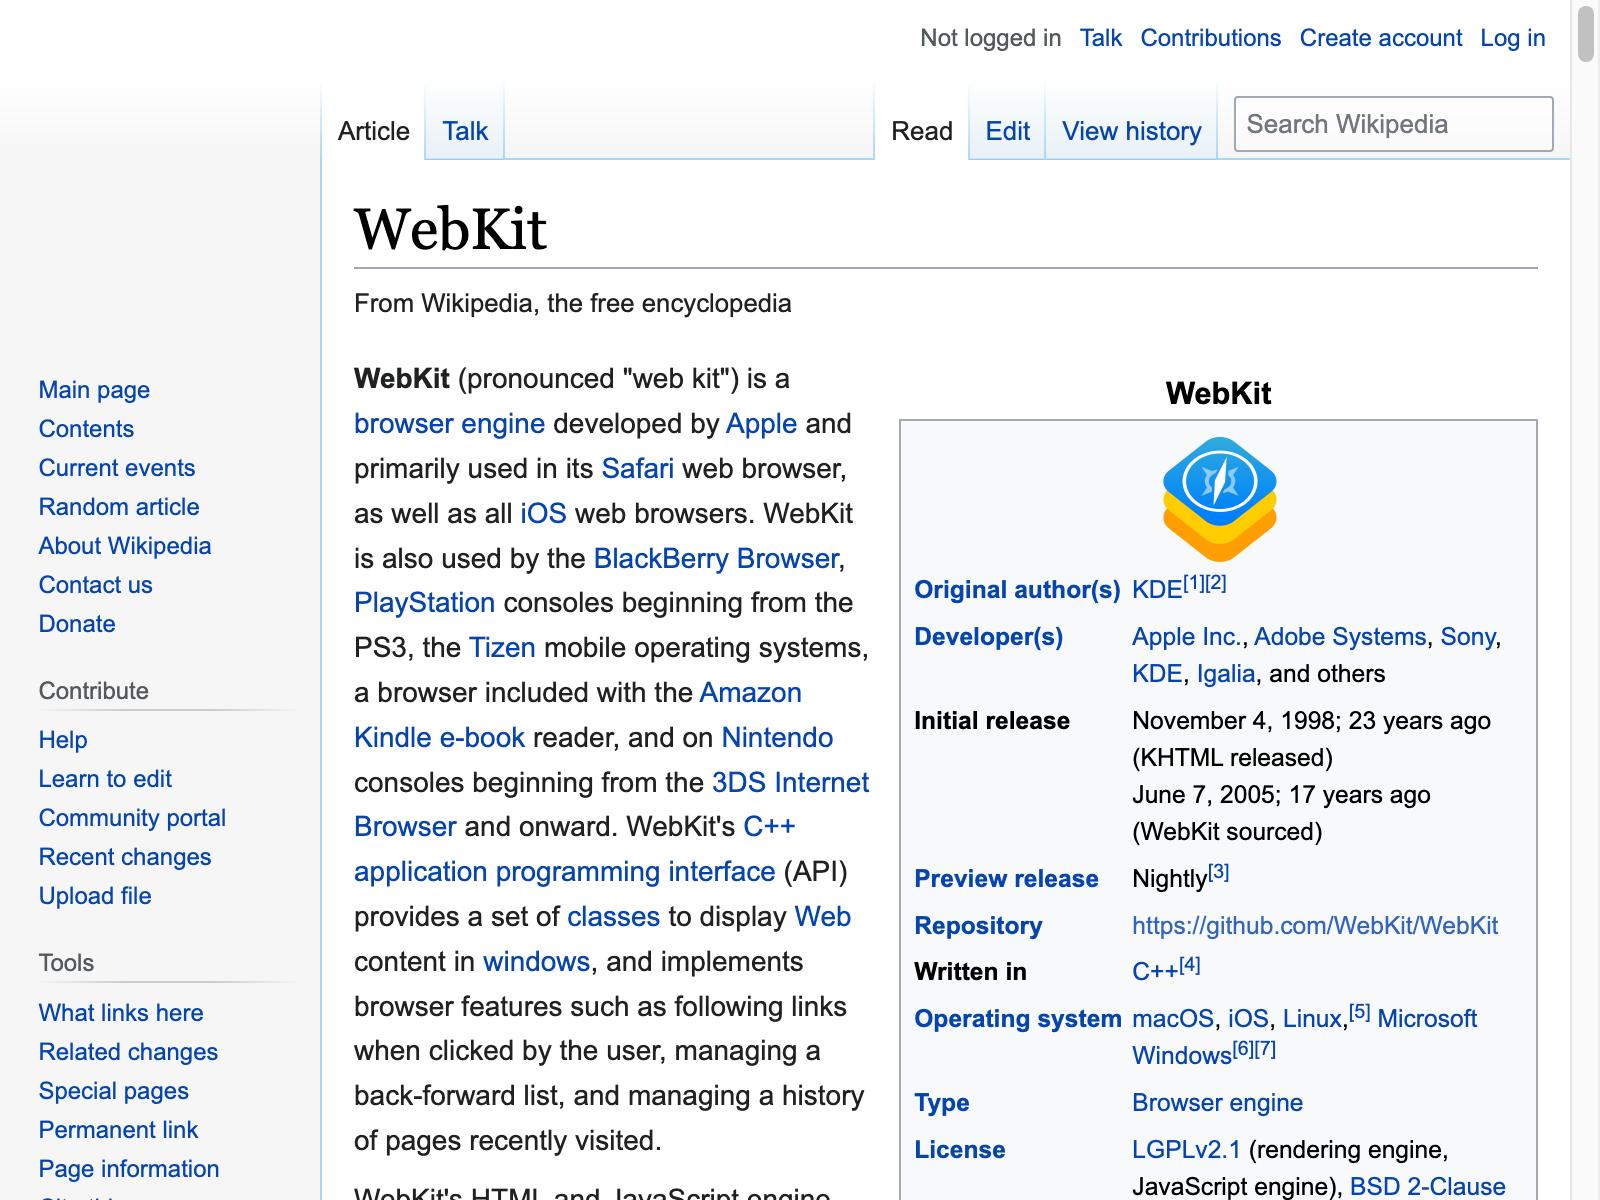 Not logged in Talk Contributions Create account Log in
Article Talk Read Edit View history Search Wikipedia
WebKit
From Wikipedia, the free encyclopedia
Main page
Contents
Current events
Random article
About Wikipedia
Contact us
Donate
Contribute
Help
Learn to edit
Community portal
Recent changes
Upload file
Tools
What links here
Related changes
Special pages
Permanent link
Page information
WebKit (pronounced "web kit") is a
browser engine developed by Apple and
primarily used in its Safari web browser,
as well as all iOS web browsers. WebKit
is also used by the BlackBerry Browser,
PlayStation consoles beginning from the
PS3, the Tizen mobile operating systems,
a browser included with the Amazon
Kindle e-book reader, and on Nintendo
consoles beginning from the 3DS Internet
Browser and onward. WebKit's C++
application programming interface (API)
provides a set of classes to display Web
content in windows, and implements
browser features such as following links
when clicked by the user, managing a
back-forward list, and managing a history
of pages recently visited.
WebKit's HTML and JavaScript engine
WebKit
Original author(s) KDE[1][2]
Developer(s) Apple Inc., Adobe Systems, Sony,
KDE, Igalia, and others
Initial release November 4, 1998; 23 years ago
(KHTML released)
June 7, 2005; 17 years ago
(WebKit sourced)
Preview release Nightly[3]
Repository https://github.com/WebKit/WebKit
Written in C++[4]
Operating system macOS, iOS, Linux,[5] Microsoft
Windows[6][7]
Type Browser engine
License LGPLv2.1 (rendering engine,
JavaScript engine), BSD 2-Clause